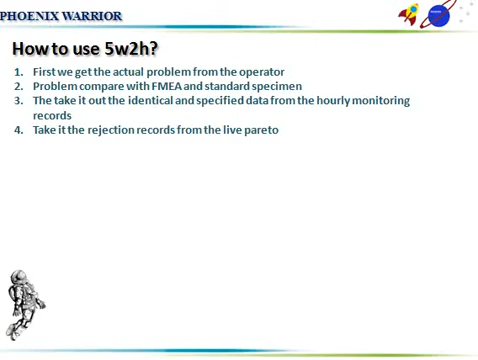 PHOENIX WARRIOR
How to use 5w2h?
1. First we get the actual problem from the operator
2. Problem compare with FMEA and standard specimen
3. The take it out the identical and specified data from the hourly monitoring
records
4. Take it the rejection records from the live pareto